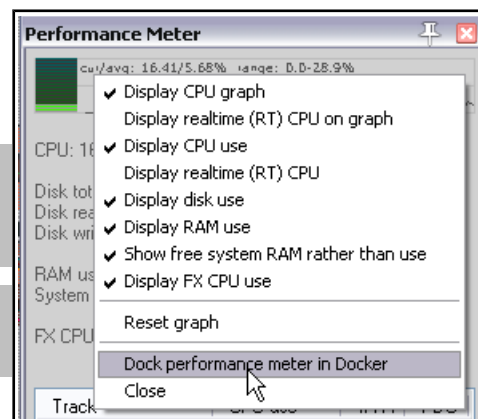 Performance Meter
cur/avg: 16.41/5.68% range: 0.0-28.9%
Display CPU graph
Display realtime (RT) CPU on graph
CPU: 16
Display CPU use
Display realtime (RT) CPU
Disk tot
Display disk use
Disk rea
Disk wri
Display RAM use
Show free system RAM rather than use
RAM us
Display FX CPU use
System
Reset graph
FX CPU
Dock performance meter in Docker
Close
Track